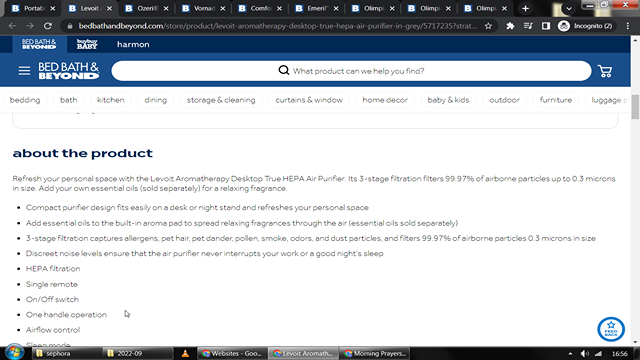 Portabl
Levoit
Ozerifi
Vornad
Comfo
Emeril'
Olimpi
Olimpi
Olimpi
bedbathandbeyond.com/store/product/levoit-aromatherapy-desktop-true-hepa-air-purifier-in-grey/5717235?strat...
Incognito (2)
BED BATH & BEYOND
buybuy BABY
harmon
BED BATH & BEYOND
What product can we help you find?
bedding bath kitchen dining storage & cleaning curtains & window home decor baby & kids outdoor furniture luggage
about the product
Refresh your personal space with the Levoit Aromatherapy Desktop True HEPA Air Purifier. Its 3-stage filtration filters 99.97% of airborne particles up to 0.3 microns
in size. Add your own essential oils (sold separately) for a relaxing fragrance.
• Compact purifier design fits easily on a desk or night stand and refreshes your personal space
• Add essential oils to the built-in aroma pad to spread relaxing fragrances through the air (essential oils sold separately)
• 3-stage filtration captures allergens, pet hair, pet dander, pollen, smoke, odors, and dust particles, and filters 99.97% of airborne particles 0.3 microns in size
• Discreet noise levels ensure that the air purifier never interrupts your work or a good night's sleep
• HEPA filtration
• Single remote
• On/Off switch
• One handle operation
• Airflow control
• Sleep mode
FEED BACK
sephora
2022-09
Websites - Goo...
Levoit Aromath...
Morning Prayers...
16:56